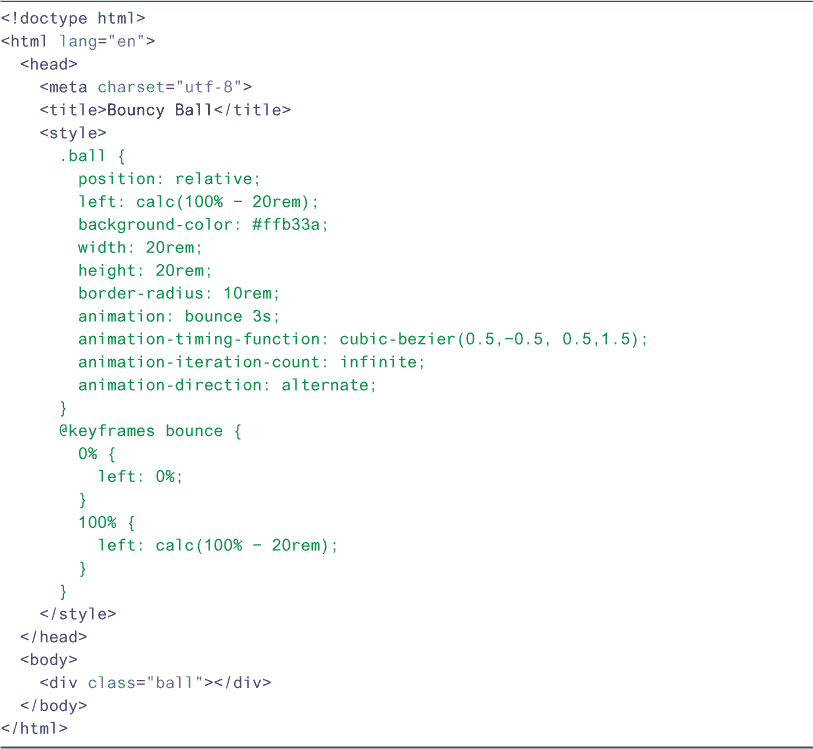 <!doctype html>
<html lang="en">
  <head>
    <meta charset="utf-8">
    <title>Bouncy Ball</title>
    <style>
      .ball {
        position: relative;
        left: calc(100% − 20rem);
        background-color: #ffb33a;
        width: 20rem;
        height: 20rem;
        border-radius: 10rem;
        animation: bounce 3s;
        animation-timing-function: cubic-bezier(0.5,−0.5, 0.5,1.5);
        animation-iteration-count: infinite;
        animation-direction: alternate;
      }
      @keyframes bounce {
        0% {
          left: 0%;
        }
        100% {
          left: calc(100% − 20rem);
        }
      }
    </style>
  </head>
  <body>
    <div class="ball"></div>
  </body>
</html>